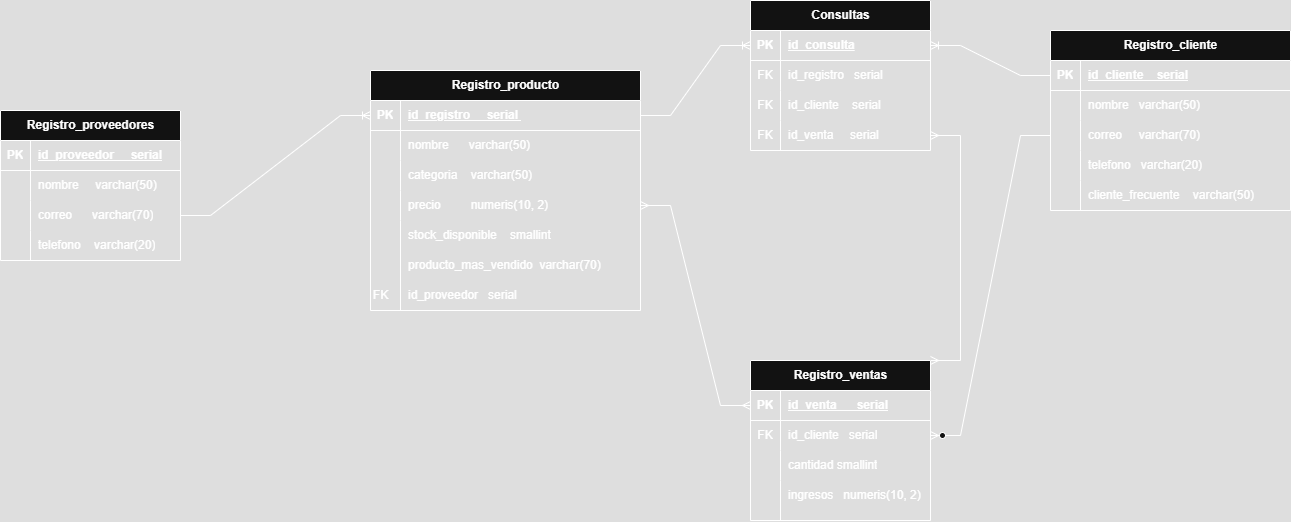 Registro_proveedores
PK id_proveedor serial
nombre varchar(50)
correo varchar(70)
telefono varchar(20)
Registro_producto
PK id_registro serial
nombre varchar(50)
categoria varchar(50)
precio numeris(10, 2)
stock_disponible smallint
producto_mas_vendido varchar(70)
FK id_proveedor serial
Consultas
PK id_consulta
FK id_registro serial
FK id_cliente serial
FK id_venta serial
Registro_cliente
PK id_cliente serial
nombre varchar(50)
correo varchar(70)
telefono varchar(20)
cliente_frecuente varchar(50)
Registro_ventas
PK id_venta serial
FK id_cliente serial
cantidad smallint
ingresos numeris(10, 2)